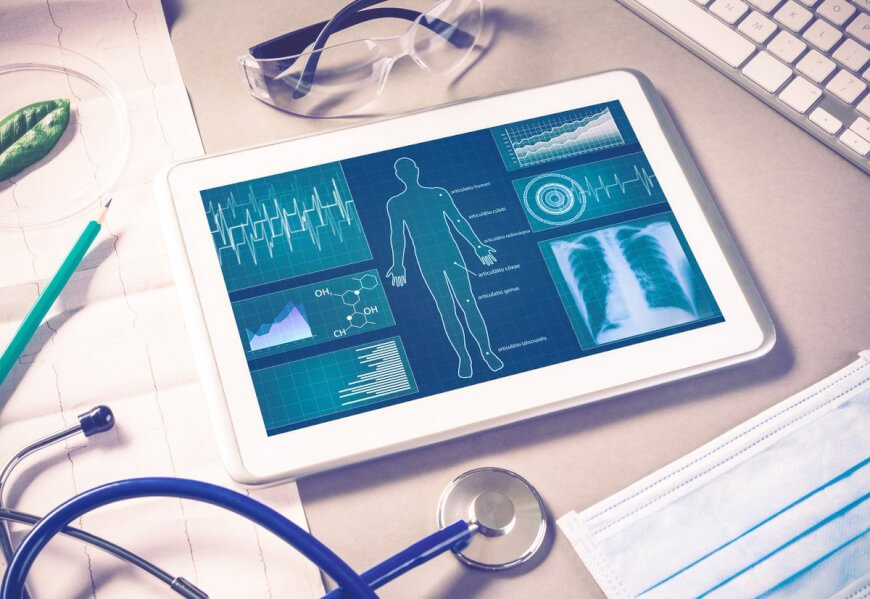 articulatio humeri
articulatio cubiti
articulatio radiocarpea
articulatio coxae
articulatio genus
articulatio talocruralis
OH
OH
CH